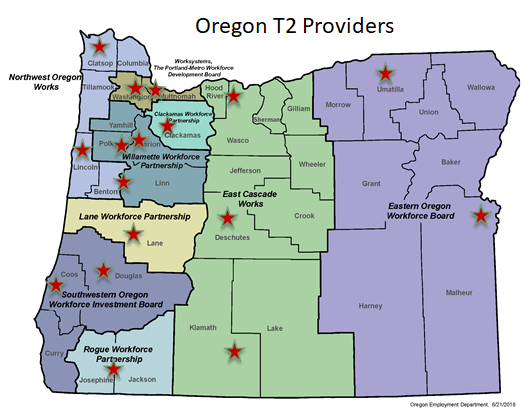 Oregon T2 Providers
Clatsop
Columbia
Worksystems,
The Portland-Metro Workforce
Development Board
Northwest Oregon
Works
Tillamook
Washington
Multnomah
Hood
River
Clackamas Workforce
Partnership
Clackamas
Sherman
Gilliam
Morrow
Umatilla
Union
Wallowa
Yamhill
Polk
Marion
Willamette Workforce
Partnership
Wasco
Lincoln
Benton
Linn
Jefferson
Wheeler
Grant
Baker
East Cascade
Works
Crook
Deschutes
Eastern Oregon
Workforce Board
Lane Workforce Partnership
Lane
Coos
Douglas
Southwestern Oregon
Workforce Investment Board
Harney
Malheur
Klamath
Lake
Curry
Rogue Workforce
Partnership
Josephine
Jackson
Oregon Employment Department, 6/21/2018